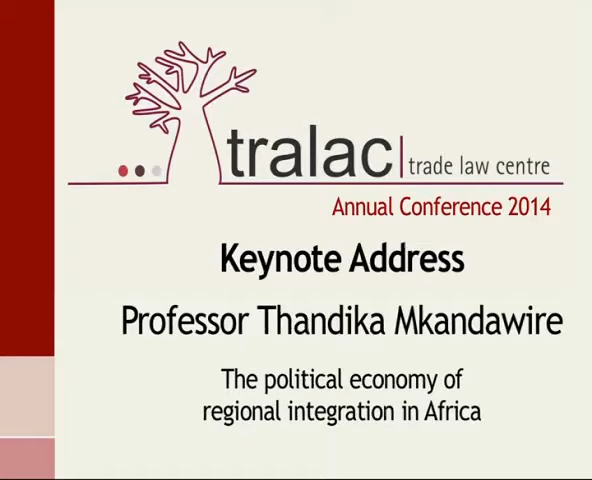 tralac trade law centre
Annual Conference 2014
Keynote Address
Professor Thandika Mkandawire
The political economy of
regional integration in Africa